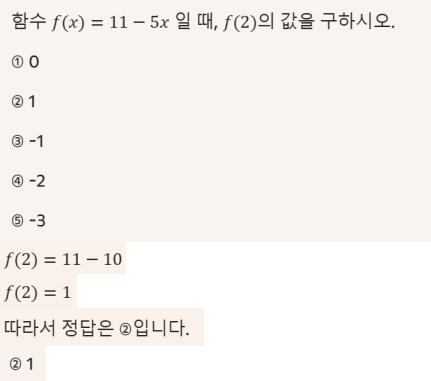 함수 f(x) = 11 − 5x 일 때, f(2)의 값을 구하시오.
① 0
② 1
③ -1
④ -2
⑤ -3
f(2) = 11 − 10
f(2) = 1
따라서 정답은 ②입니다.
② 1